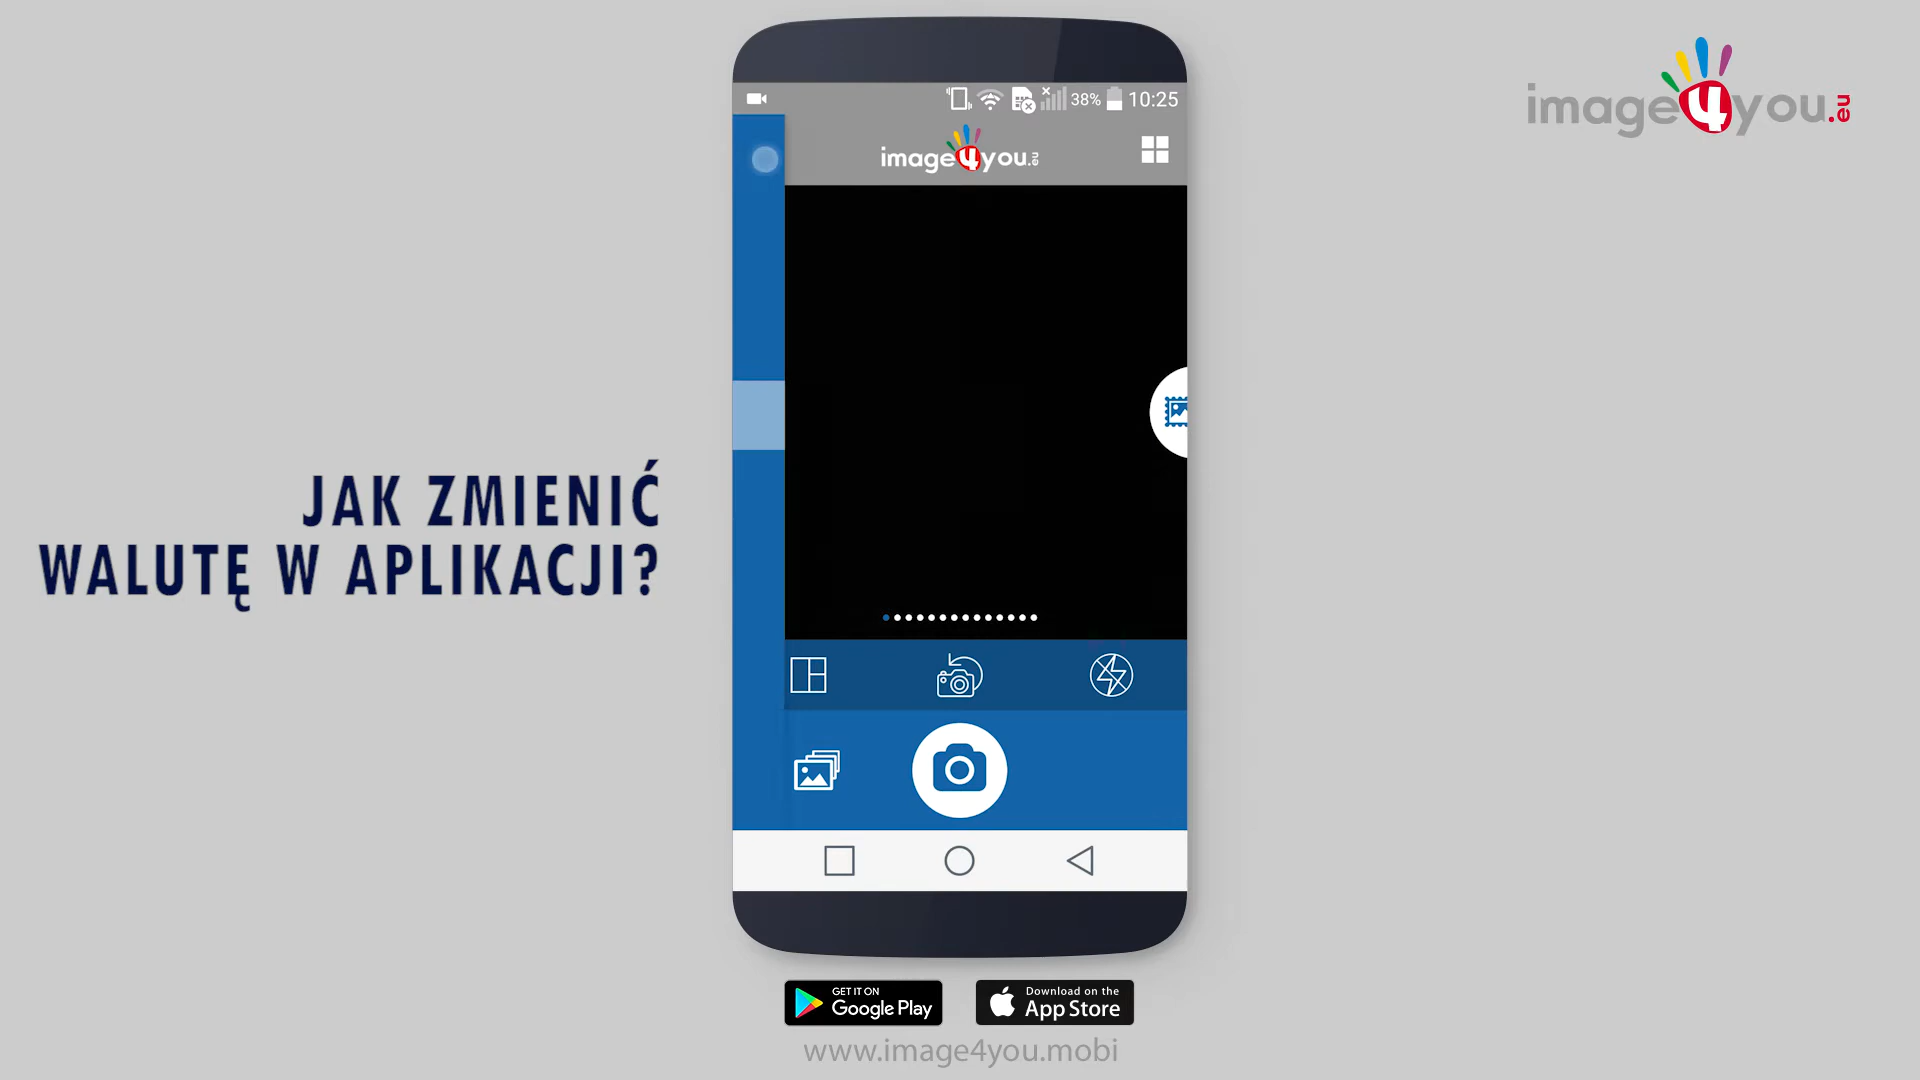 image4you.eu
38% 10:25
image4you.eu
JAK ZMIENIĆ
WALUTĘ W APLIKACJI?
GET IT ON
Google Play
Download on the
App Store
www.image4you.mobi